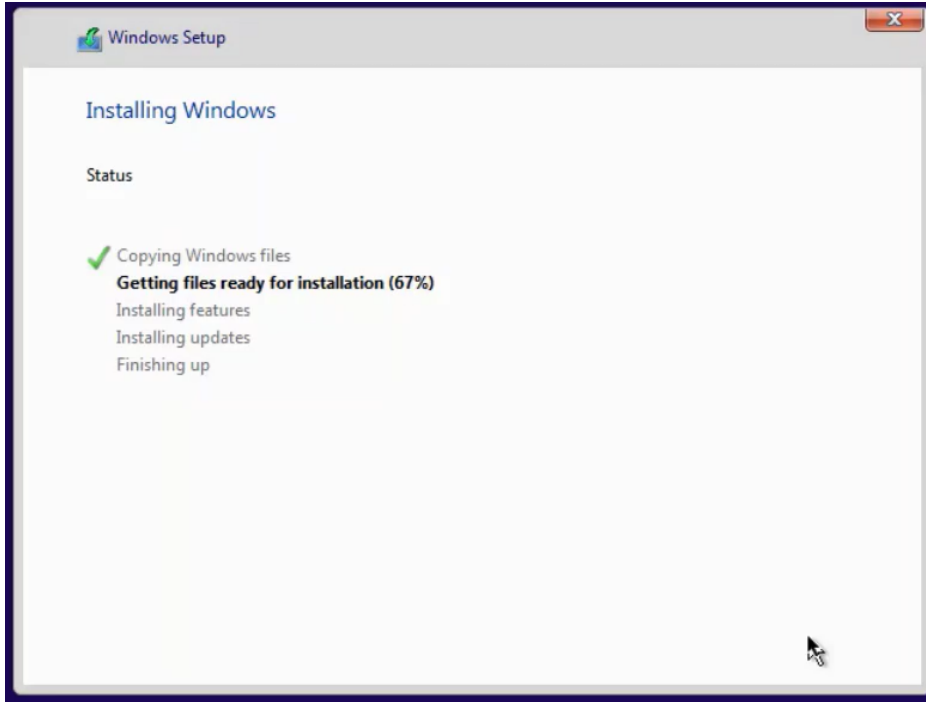 Windows Setup
Installing Windows
Status
Copying Windows files
Getting files ready for installation (67%)
Installing features
Installing updates
Finishing up